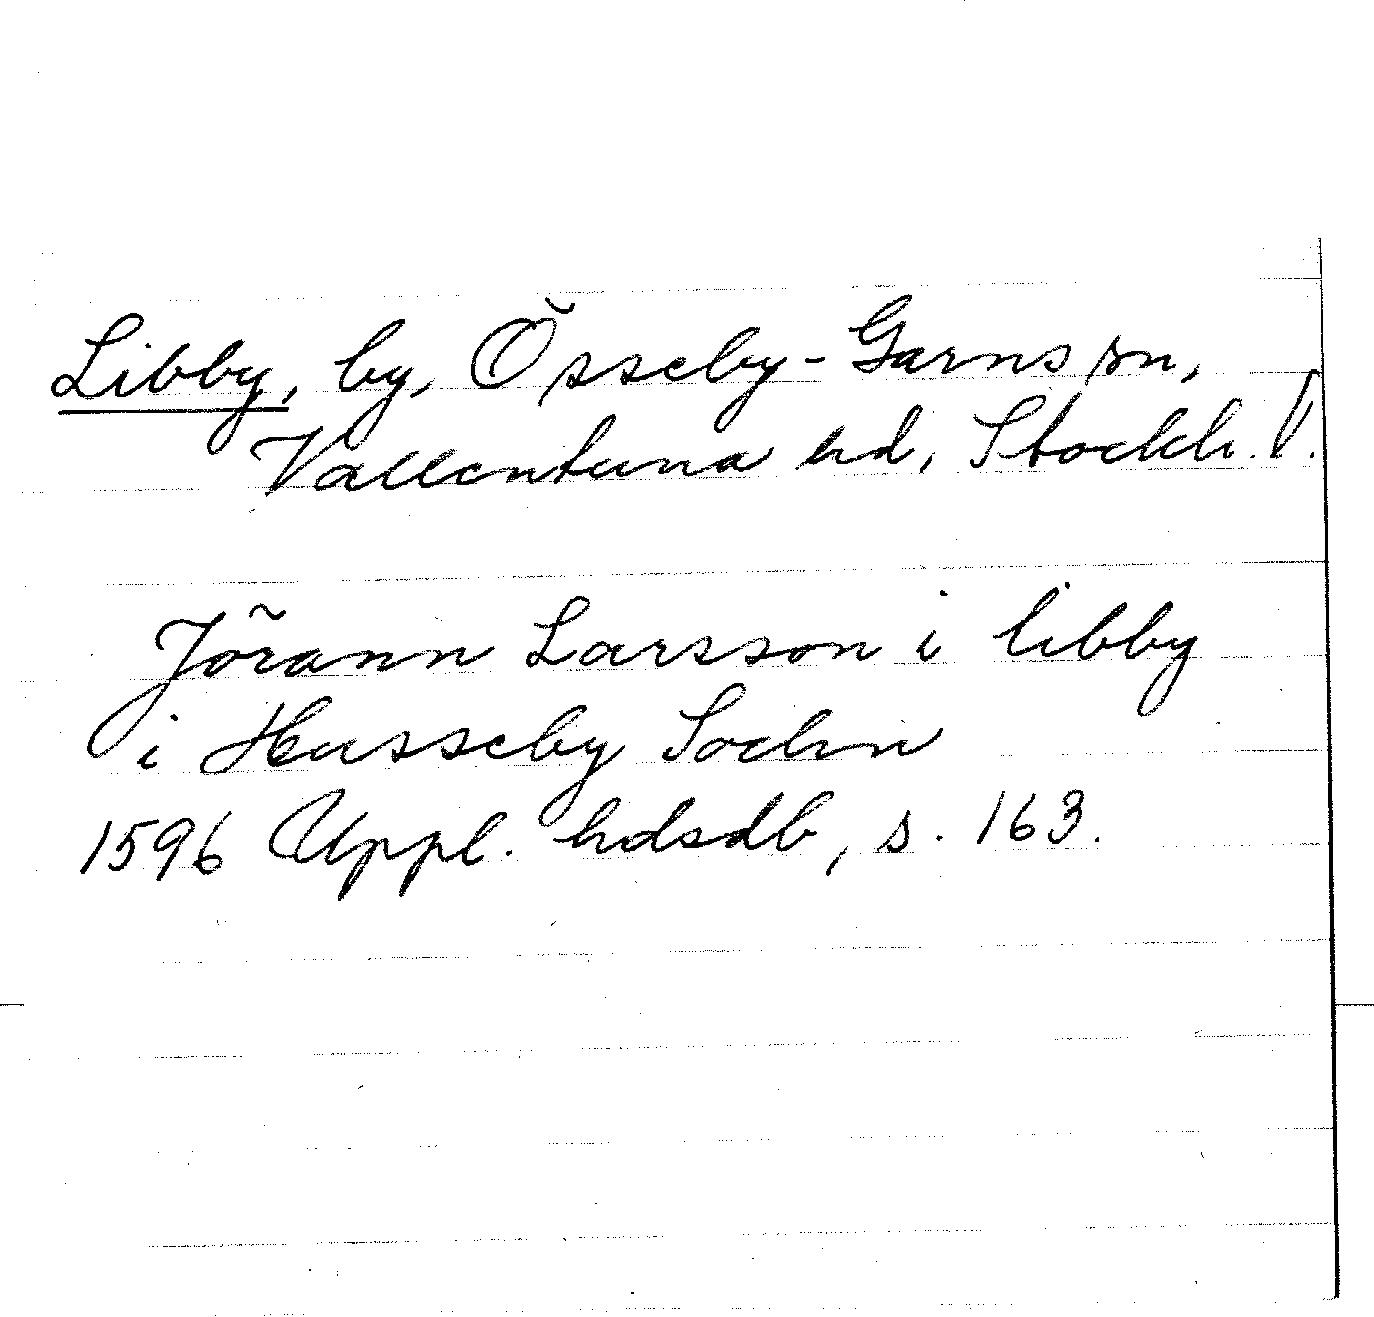 Libby, by, Össeby-Garns sn,
Vallentuna hd, Stockh. l.
Jörann Larsson i libby
i Husseby Sochn
1596 Uppl. hdsdb, s. 163.